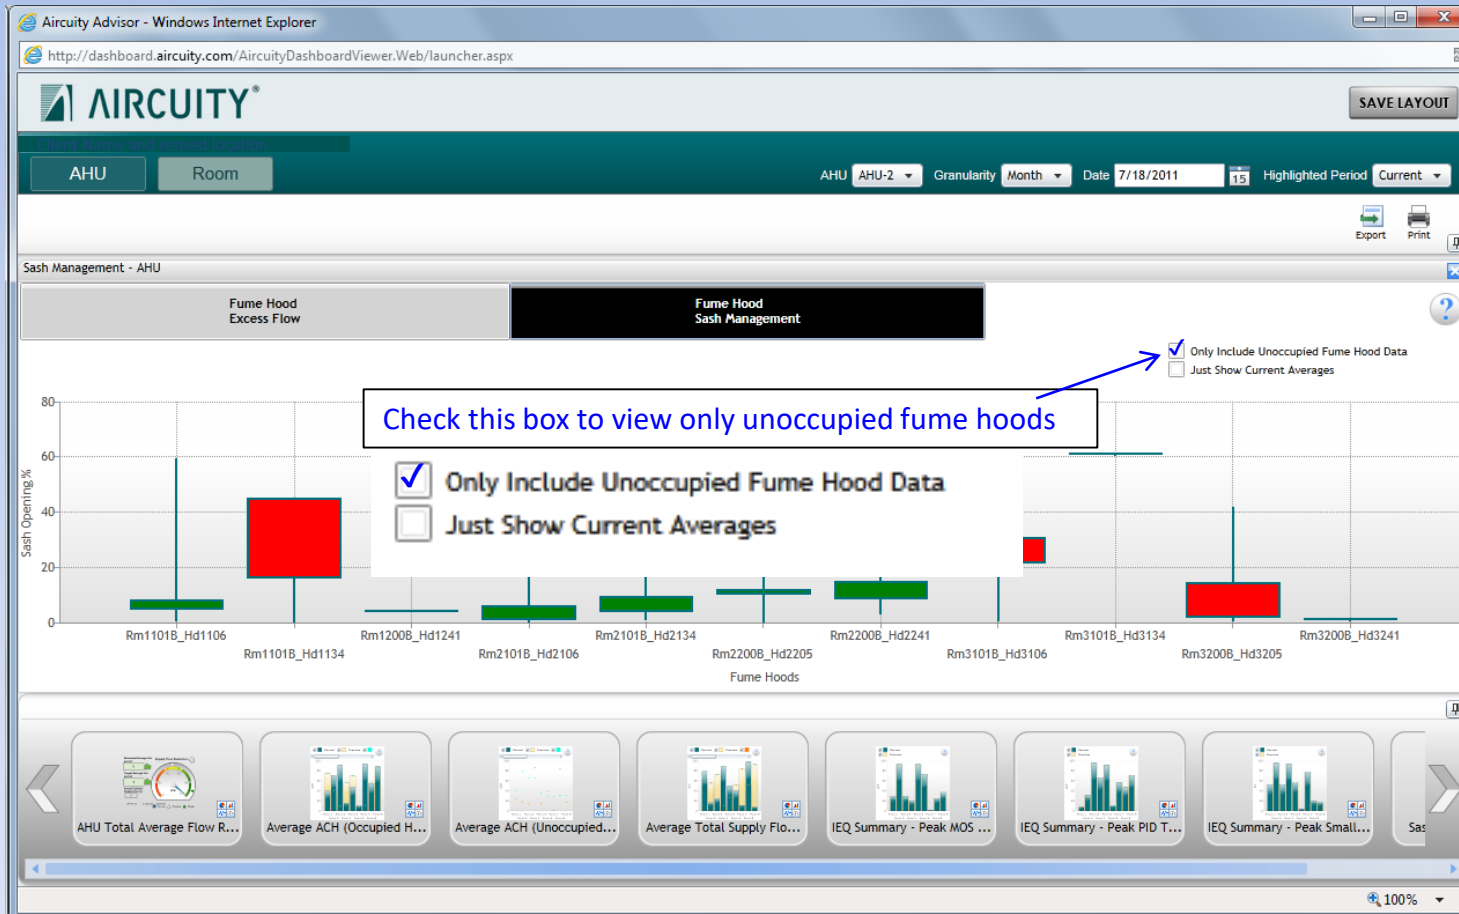 Aircuity Advisor - Windows Internet Explorer
http://dashboard.aircuity.com/AircuityDashboardViewer.Web/launcher.aspx
AIRCUITY®
SAVE LAYOUT
Client Name and sensed location
AHU
Room
AHU AHU-2 Granularity Month Date 7/18/2011 15 Highlighted Period Current
Export Print
Sash Management - AHU
Fume Hood
Excess Flow
Fume Hood
Sash Management
?
Only Include Unoccupied Fume Hood Data
Just Show Current Averages
Check this box to view only unoccupied fume hoods
Only Include Unoccupied Fume Hood Data
Just Show Current Averages
80
60
40
20
0
Sash Opening %
Rm1101B_Hd1106
Rm1101B_Hd1134
Rm1200B_Hd1241
Rm2101B_Hd2106
Rm2101B_Hd2134
Rm2200B_Hd2205
Rm2200B_Hd2241
Rm3101B_Hd3106
Rm3101B_Hd3134
Rm3200B_Hd3205
Rm3200B_Hd3241
Fume Hoods
AHU Total Average Flow R...
Average ACH (Occupied H...
Average ACH (Unoccupied...
Average Total Supply Flo...
IEQ Summary - Peak MOS ...
IEQ Summary - Peak PID T...
IEQ Summary - Peak Small...
Sas
100%